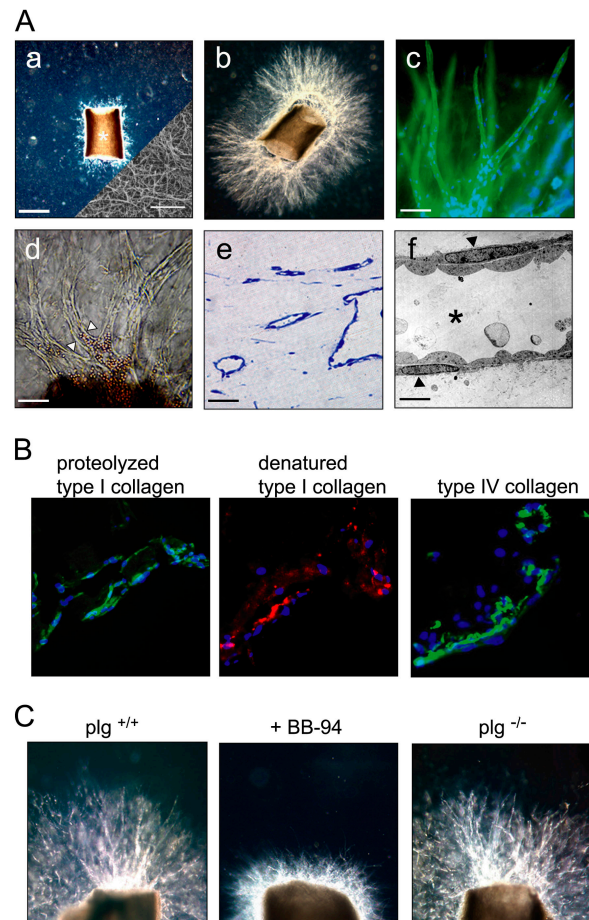 A
a
b
c
d
e
f
B
proteolyzed
type I collagen
denatured
type I collagen
type IV collagen
C
plg +/+
+ BB-94
plg -/-